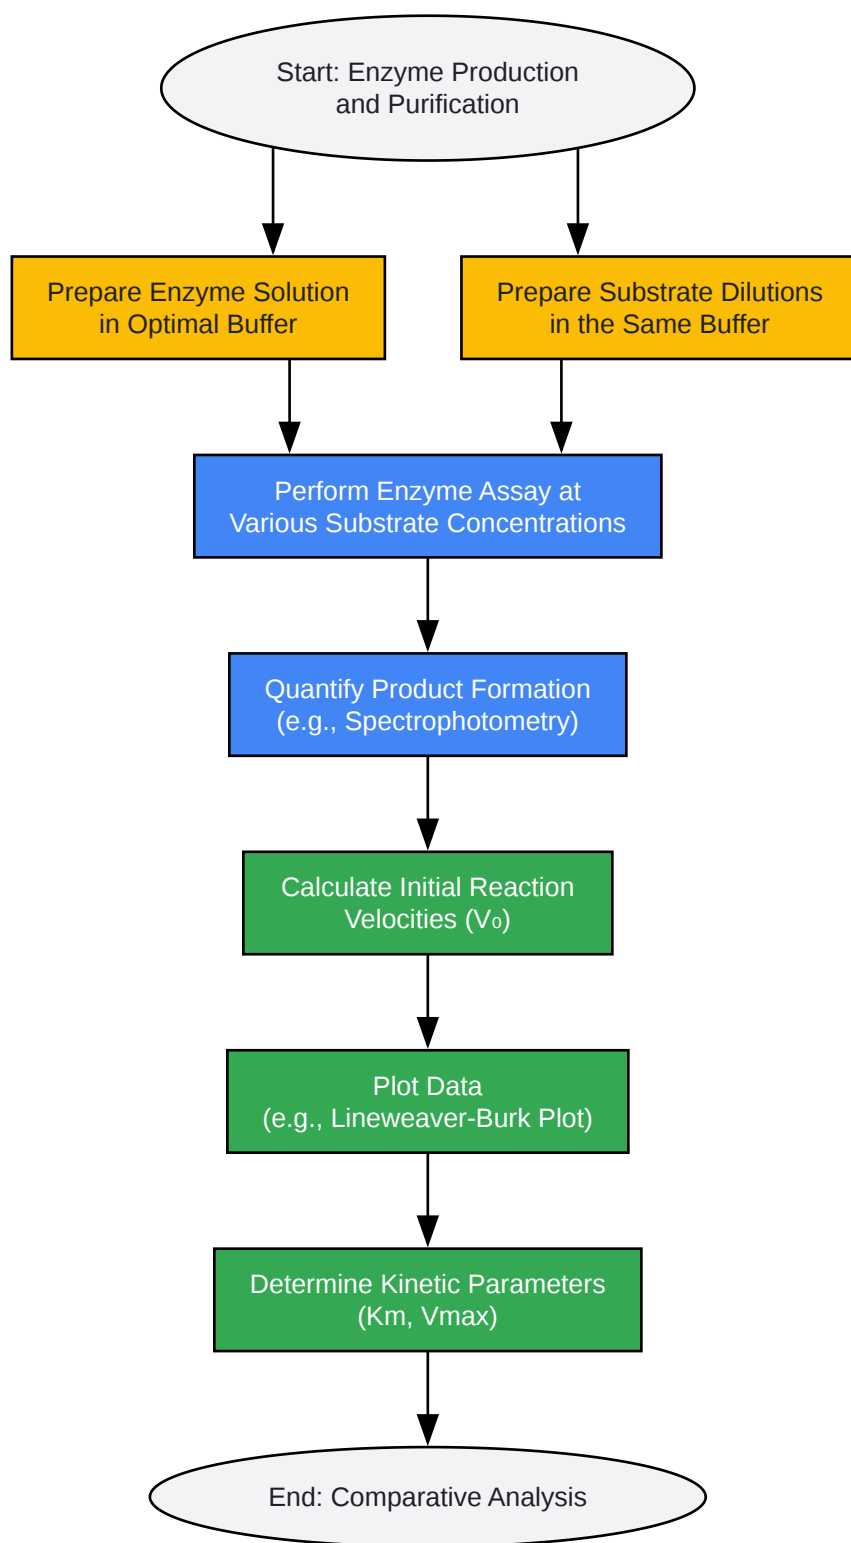 Start: Enzyme Production
and Purification
Prepare Enzyme Solution
in Optimal Buffer
Prepare Substrate Dilutions
in the Same Buffer
Perform Enzyme Assay at
Various Substrate Concentrations
Quantify Product Formation
(e.g., Spectrophotometry)
Calculate Initial Reaction
Velocities (V₀)
Plot Data
(e.g., Lineweaver-Burk Plot)
Determine Kinetic Parameters
(Km, Vmax)
End: Comparative Analysis